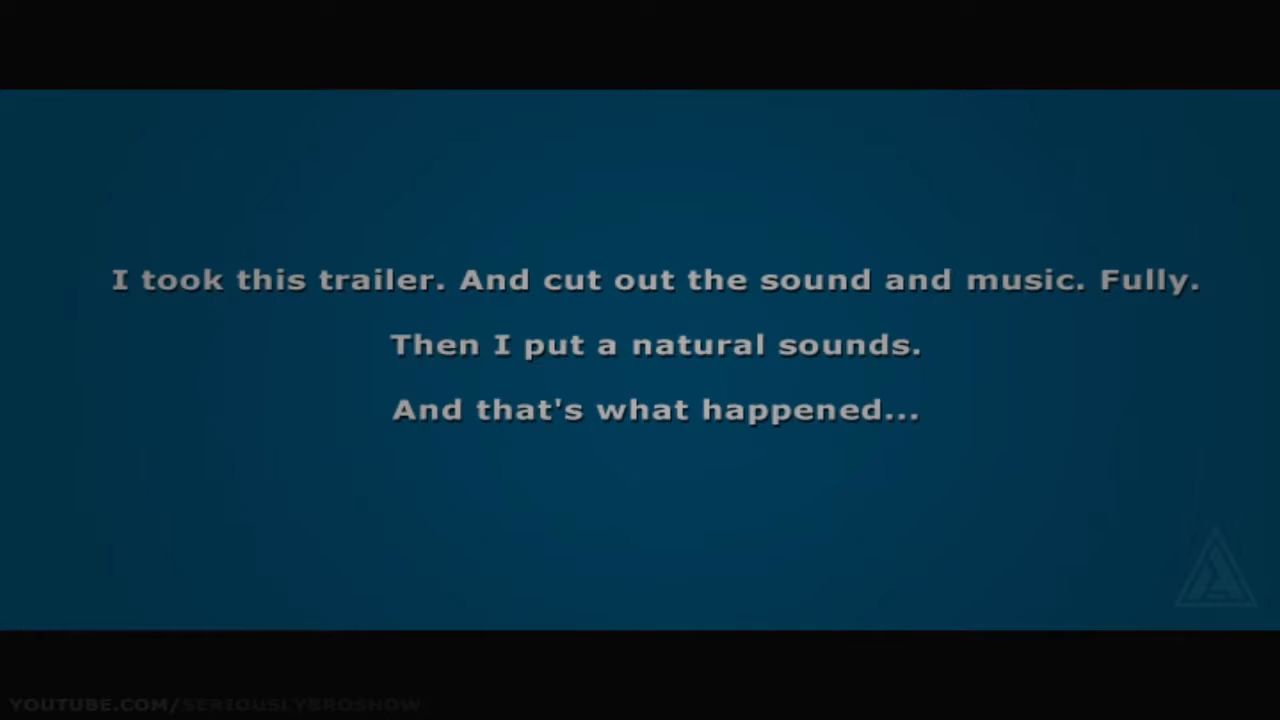 I took this trailer. And cut out the sound and music. Fully.
Then I put a natural sounds.
And that's what happened...
YOUTUBE.COM/SERIOUSLYBROSHOW